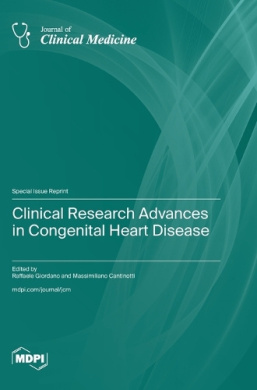 Journal of
Clinical Medicine
Special Issue Reprint
Clinical Research Advances
in Congenital Heart Disease
Edited by
Raffaele Giordano and Massimiliano Cantinotti
mdpi.com/journal/jcm
MDPI